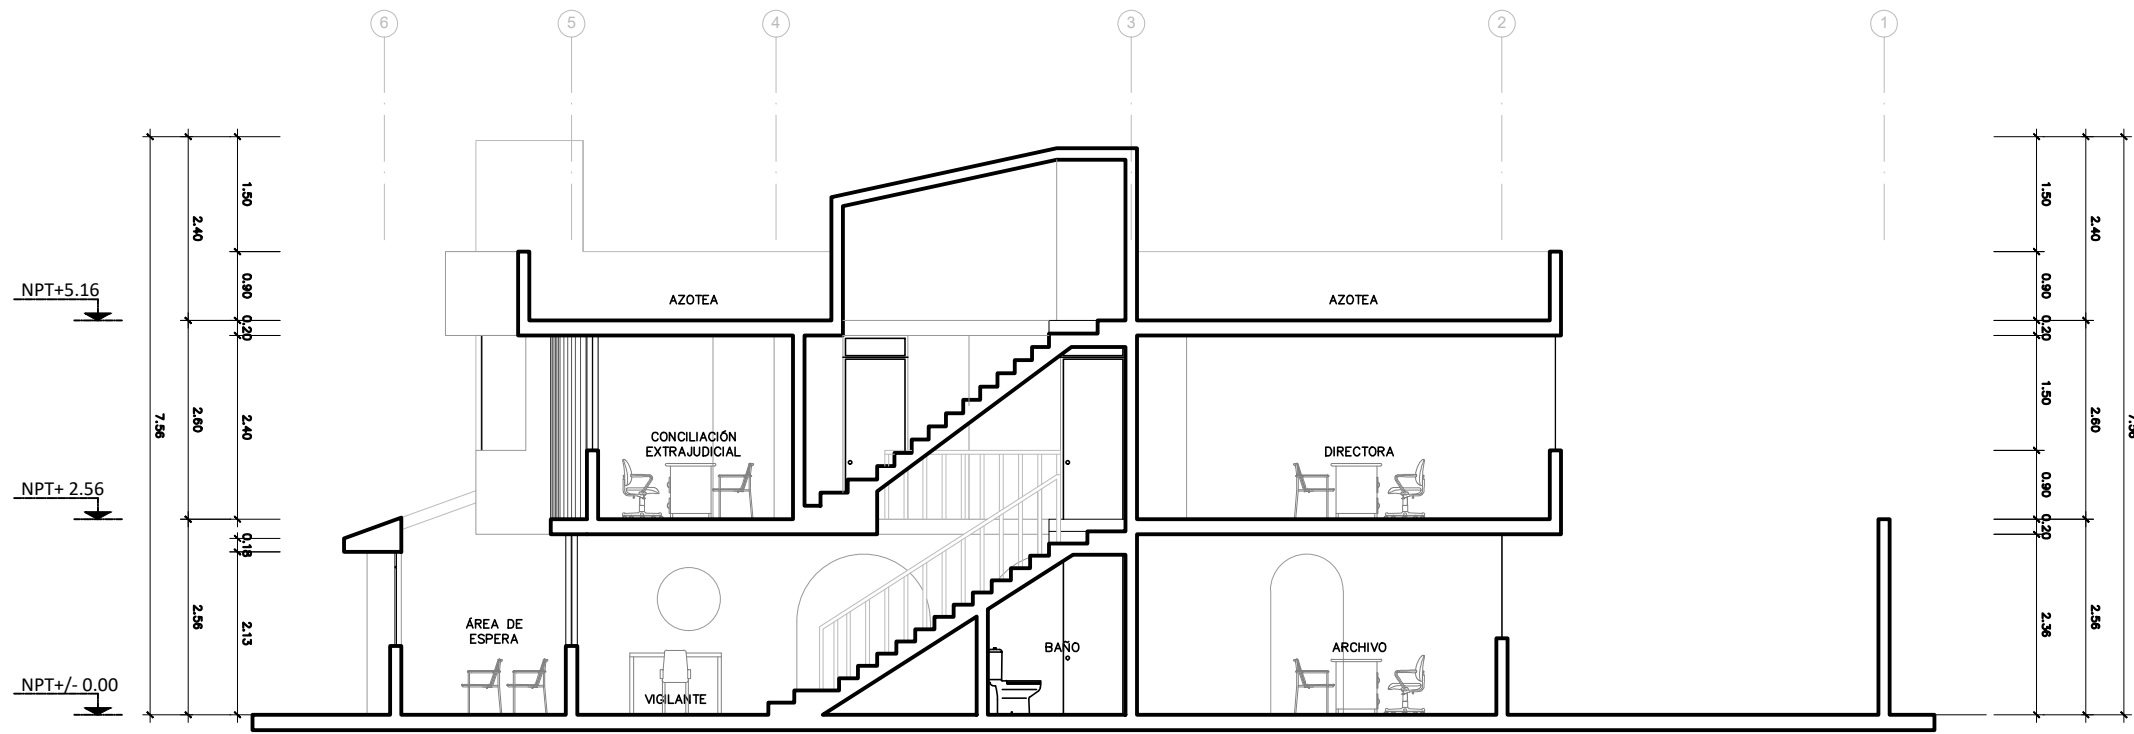 6 5 4 3 2 1
1.50
2.40
0.90
0.20
2.60
2.40
7.56
0.18
2.56
2.13
NPT+5.16
NPT+ 2.56
NPT+/- 0.00
AZOTEA
AZOTEA
CONCILIACIÓN
EXTRAJUDICIAL
DIRECTORA
ÁREA DE
ESPERA
VIGILANTE
BAÑO
ARCHIVO
1.50
2.40
0.90
0.20
1.50
2.60
0.90
0.20
2.36
2.56